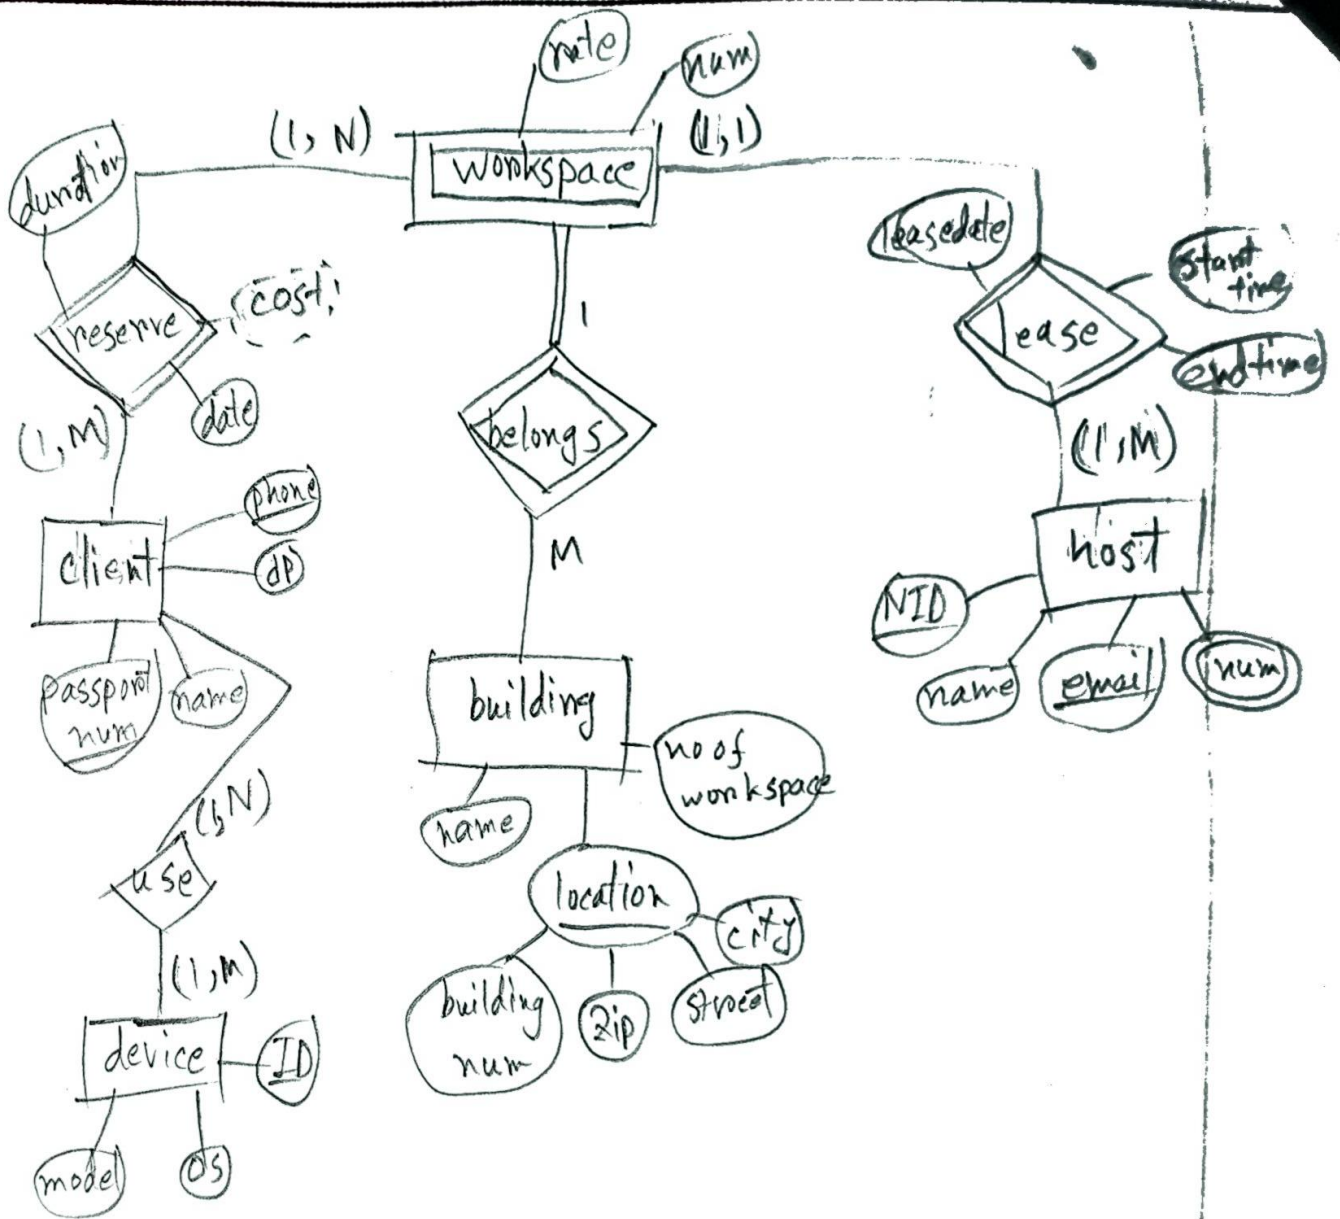 rate
num
(1, N)
(1,1)
workspace
duration
leasedate
start
time
reserve
cost
lease
endtime
date
1
(1,M)
belongs
(1,M)
phone
client
dp
host
M
NID
passport
num
name
name
email
num
building
no of
workspace
name
(1,N)
use
location
city
(1,M)
building
num
zip
street
device
ID
model
OS